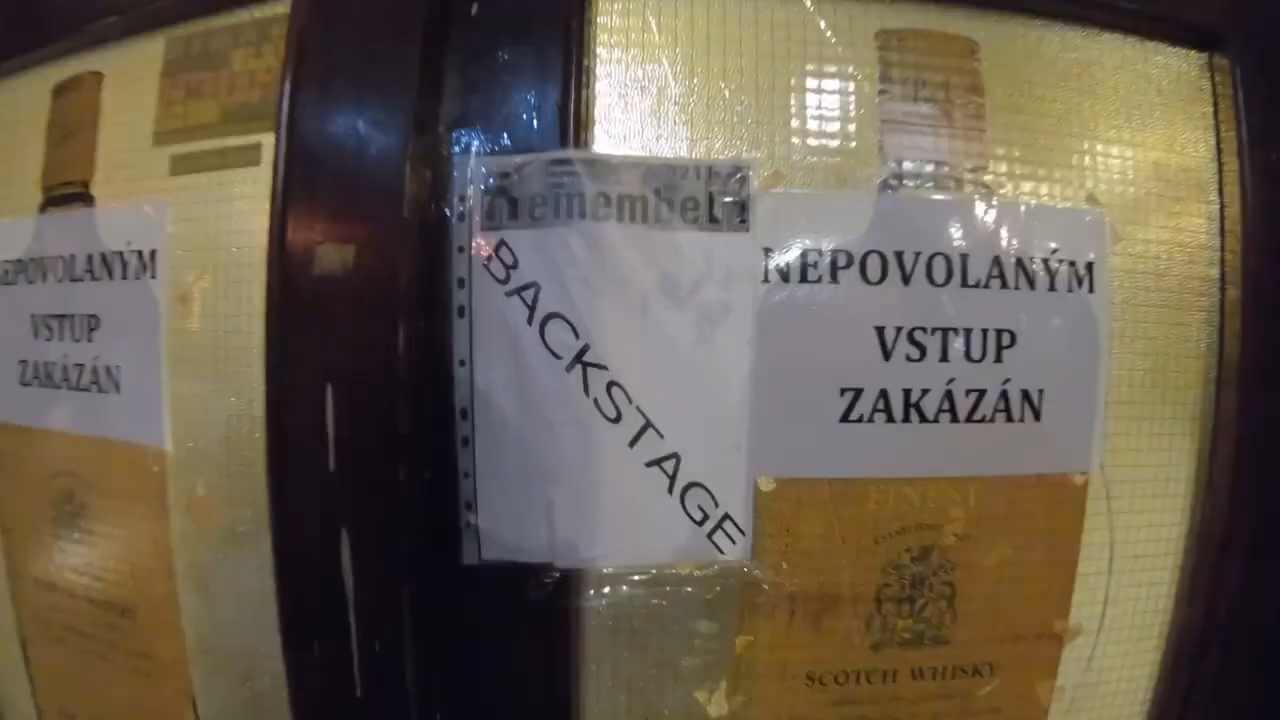 NEPOVOLANÝM
VSTUP
ZAKÁZÁN
Remember
BACKSTAGE
NEPOVOLANÝM
VSTUP
ZAKÁZÁN
FINEST
SCOTCH WHISKY